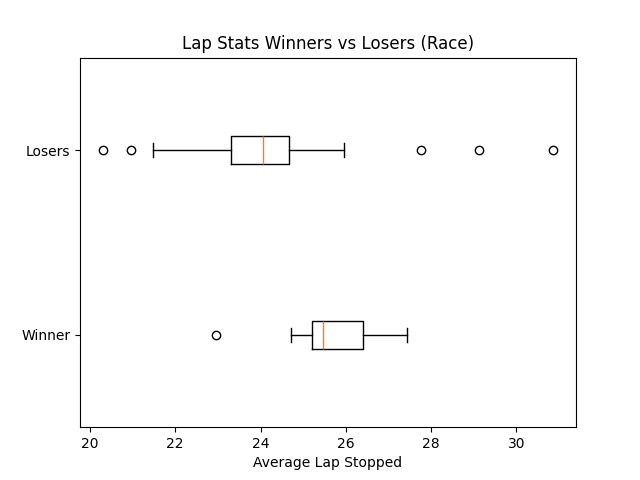 Lap Stats Winners vs Losers (Race)
Losers
Winner
20 22 24 26 28 30
Average Lap Stopped